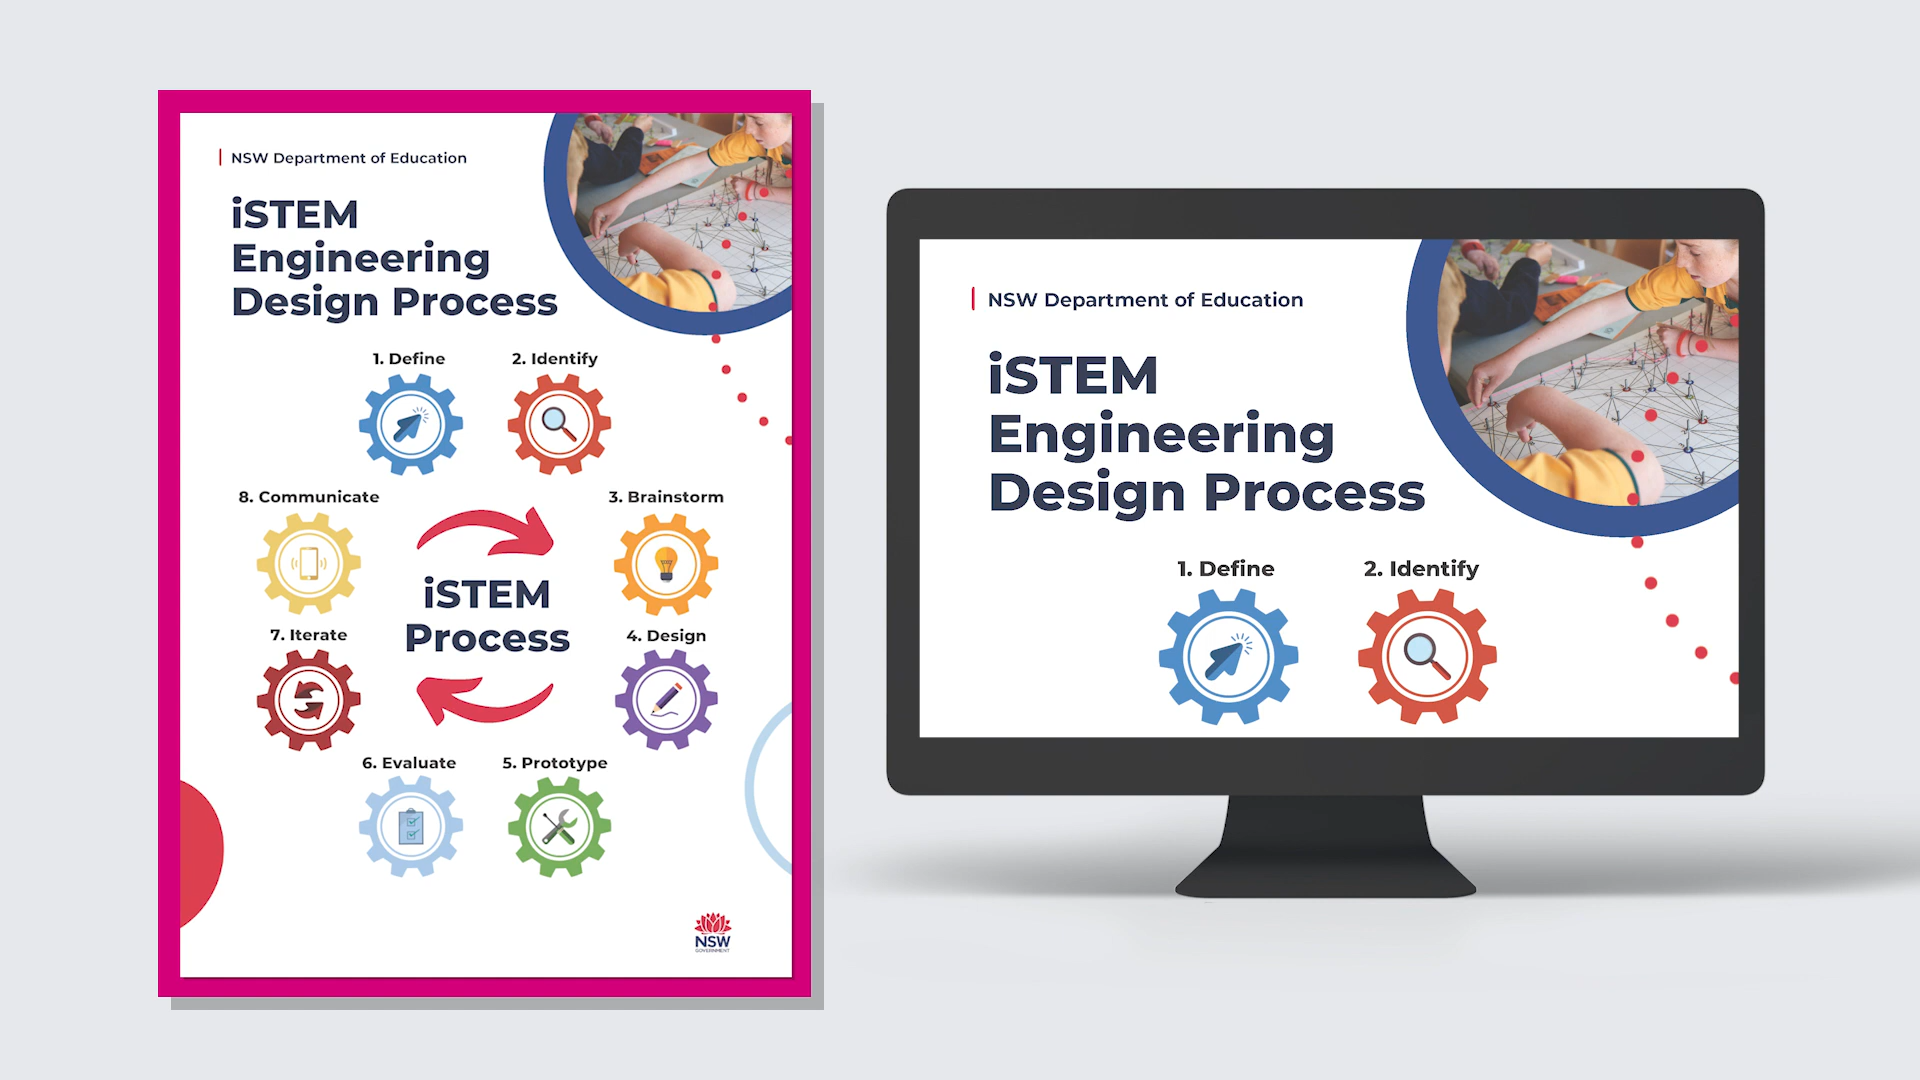 NSW Department of Education
iSTEM
Engineering
Design Process
1. Define
2. Identify
8. Communicate
3. Brainstorm
iSTEM
Process
7. Iterate
4. Design
6. Evaluate
5. Prototype
NSW
GOVERNMENT
NSW Department of Education
iSTEM
Engineering
Design Process
1. Define
2. Identify